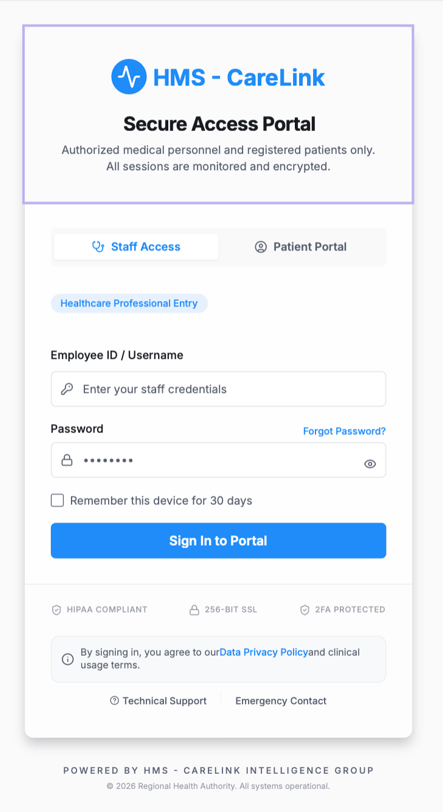 HMS - CareLink
Secure Access Portal
Authorized medical personnel and registered patients only.
All sessions are monitored and encrypted.
Staff Access
Patient Portal
Healthcare Professional Entry
Employee ID / Username
Enter your staff credentials
Password
Forgot Password?
••••••••
Remember this device for 30 days
Sign In to Portal
HIPAA COMPLIANT
256-BIT SSL
2FA PROTECTED
By signing in, you agree to ourData Privacy Policyand clinical
usage terms.
Technical Support
Emergency Contact
POWERED BY HMS - CARELINK INTELLIGENCE GROUP
© 2026 Regional Health Authority. All systems operational.